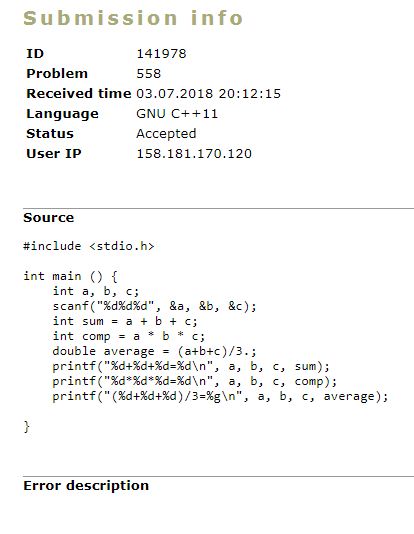 Submission info
ID 141978
Problem 558
Received time 03.07.2018 20:12:15
Language GNU C++11
Status Accepted
User IP 158.181.170.120
Source
#include <stdio.h>
int main () {
    int a, b, c;
    scanf("%d%d%d", &a, &b, &c);
    int sum = a + b + c;
    int comp = a * b * c;
    double average = (a+b+c)/3.;
    printf("%d+%d+%d=%d\n", a, b, c, sum);
    printf("%d*%d*%d=%d\n", a, b, c, comp);
    printf("(%d+%d+%d)/3=%g\n", a, b, c, average);
}
Error description